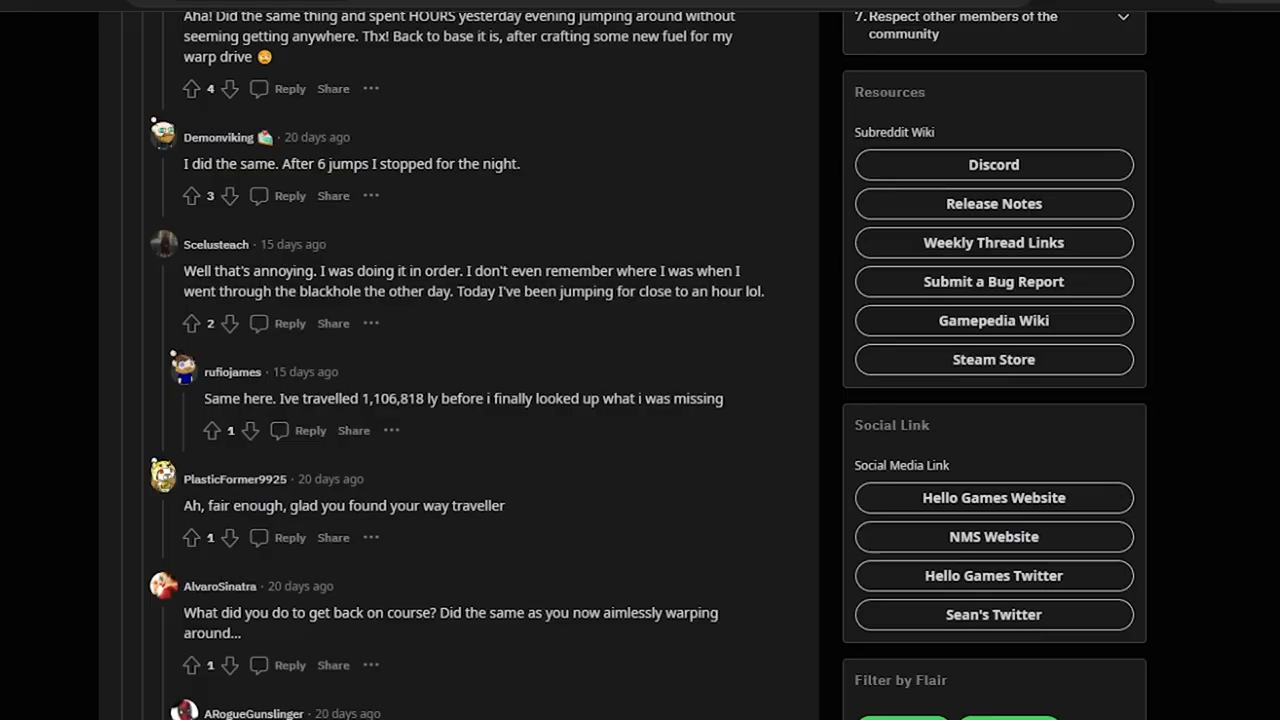 Aha! Did the same thing and spent HOURS yesterday evening jumping around without
seeming getting anywhere. Thx! Back to base it is, after crafting some new fuel for my
warp drive
4 Reply Share
Demonviking · 20 days ago
I did the same. After 6 jumps I stopped for the night.
3 Reply Share
Scelusteach · 15 days ago
Well that's annoying. I was doing it in order. I don't even remember where I was when I
went through the blackhole the other day. Today I've been jumping for close to an hour lol.
2 Reply Share
rufiojames · 15 days ago
Same here. Ive travelled 1,106,818 ly before i finally looked up what i was missing
1 Reply Share
PlasticFormer9925 · 20 days ago
Ah, fair enough, glad you found your way traveller
1 Reply Share
AlvaroSinatra · 20 days ago
What did you do to get back on course? Did the same as you now aimlessly warping
around...
1 Reply Share
ARogueGunslinger · 20 days ago
7. Respect other members of the
community
Resources
Subreddit Wiki
Discord
Release Notes
Weekly Thread Links
Submit a Bug Report
Gamepedia Wiki
Steam Store
Social Link
Social Media Link
Hello Games Website
NMS Website
Hello Games Twitter
Sean's Twitter
Filter by Flair